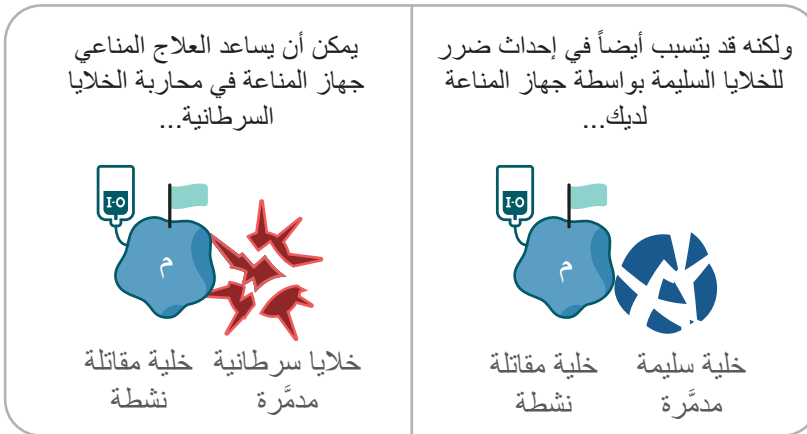 يمكن أن يساعد العلاج المناعي
جهاز المناعة في محاربة الخلايا
السرطانية...
I-O
م
خلايا سرطانية
مدمَّرة
خلية مقاتلة
نشطة
ولكنه قد يتسبب أيضاً في إحداث ضرر
للخلايا السليمة بواسطة جهاز المناعة
لديك...
I-O
م
خلية سليمة
مدمَّرة
خلية مقاتلة
نشطة